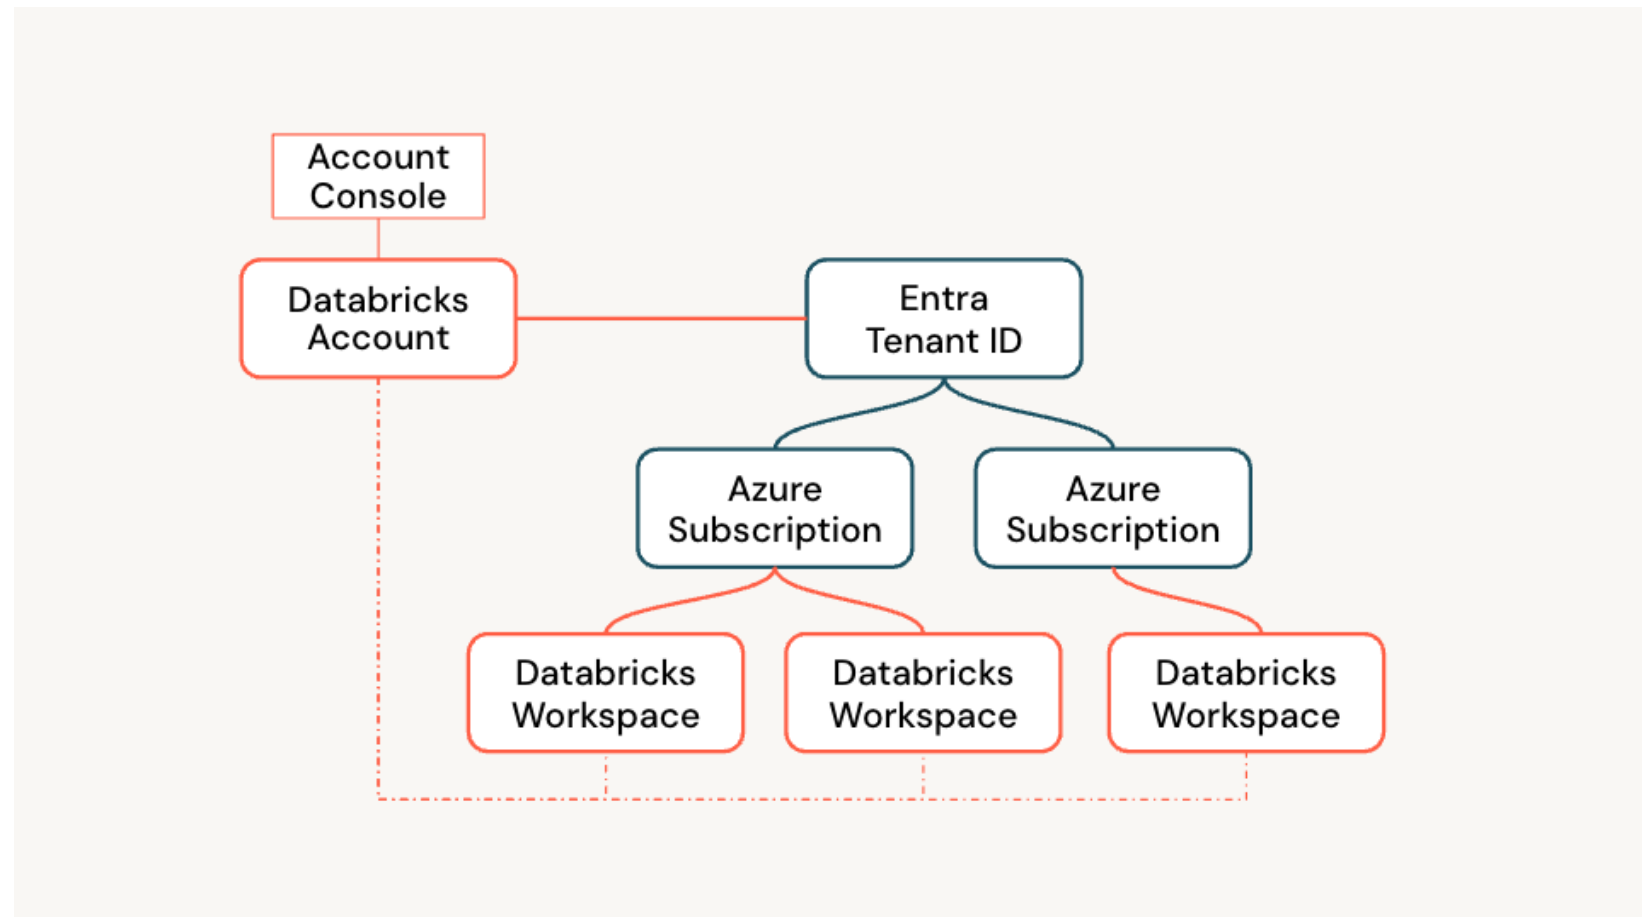 Account
Console
Databricks
Account
Entra
Tenant ID
Azure
Subscription
Azure
Subscription
Databricks
Workspace
Databricks
Workspace
Databricks
Workspace